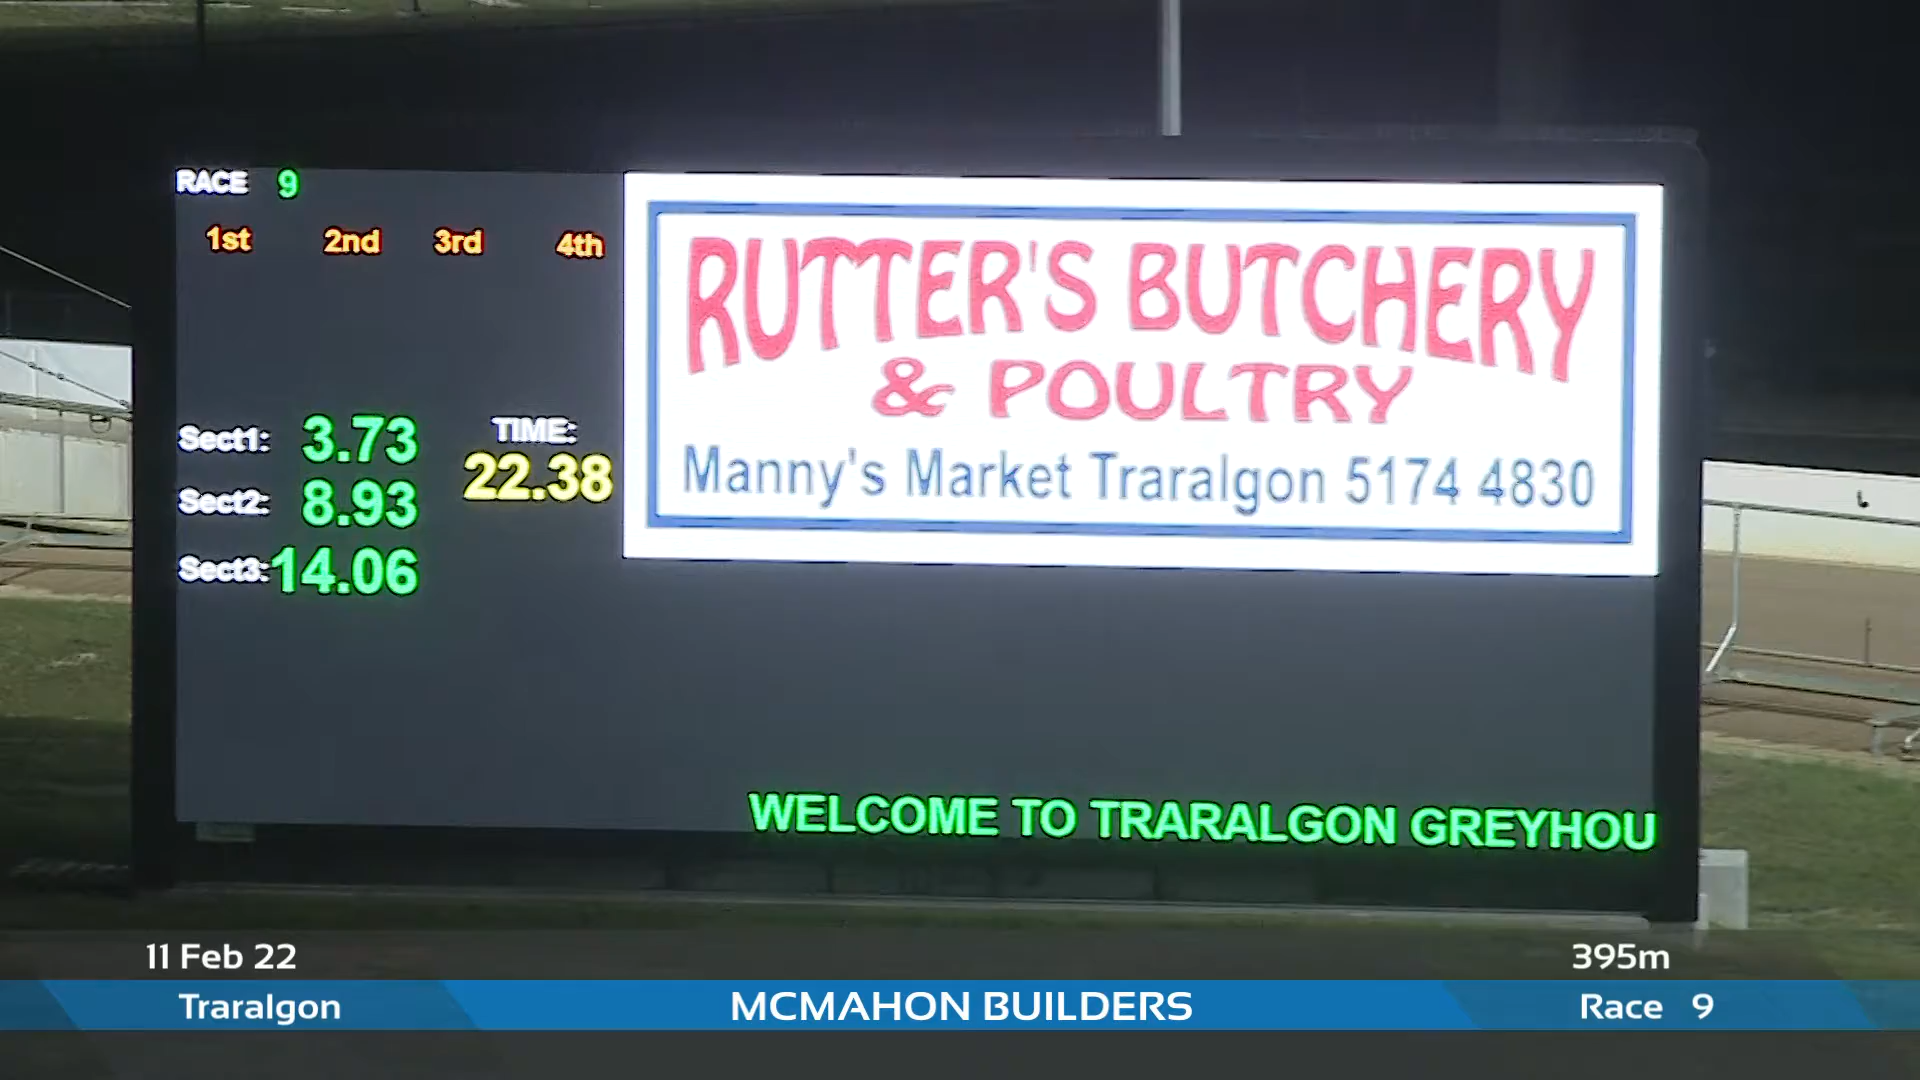 RACE 9
1st 2nd 3rd 4th
Sect1: 3.73
Sect2: 8.93
Sect3: 14.06
TIME:
22.38
RUTTER'S BUTCHERY
& POULTRY
Manny's Market Traralgon 5174 4830
WELCOME TO TRARALGON GREYHOU
11 Feb 22
395m
Traralgon
MCMAHON BUILDERS
Race 9